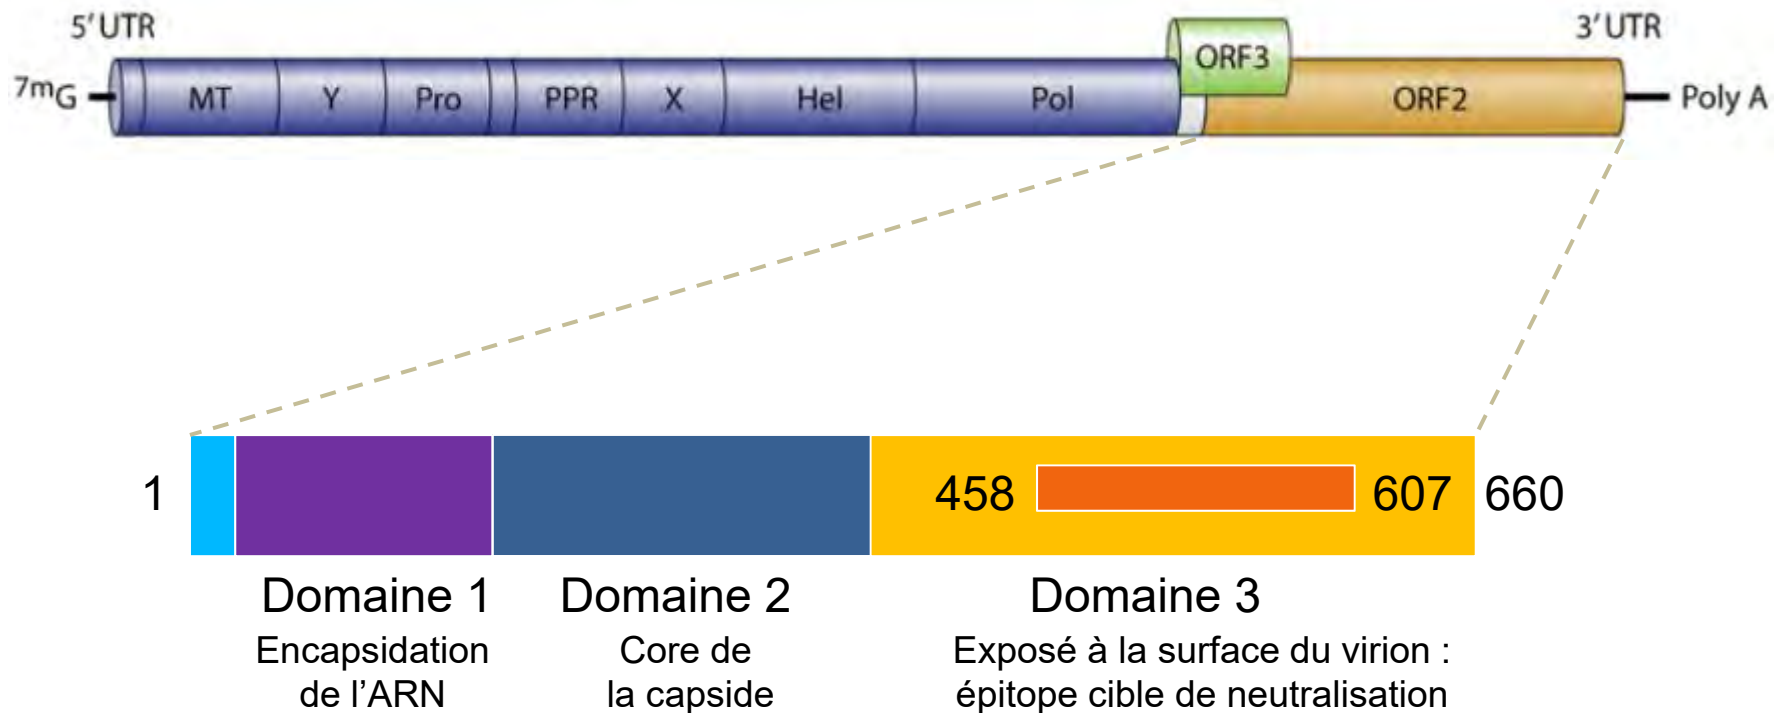 5' UTR
3' UTR
7mG
MT
Y
Pro
PPR
X
Hel
Pol
ORF3
ORF2
Poly A
1
458
607
660
Domaine 1
Domaine 2
Domaine 3
Encapsidation
de l’ARN
Core de
la capside
Exposé à la surface du virion :
épitope cible de neutralisation